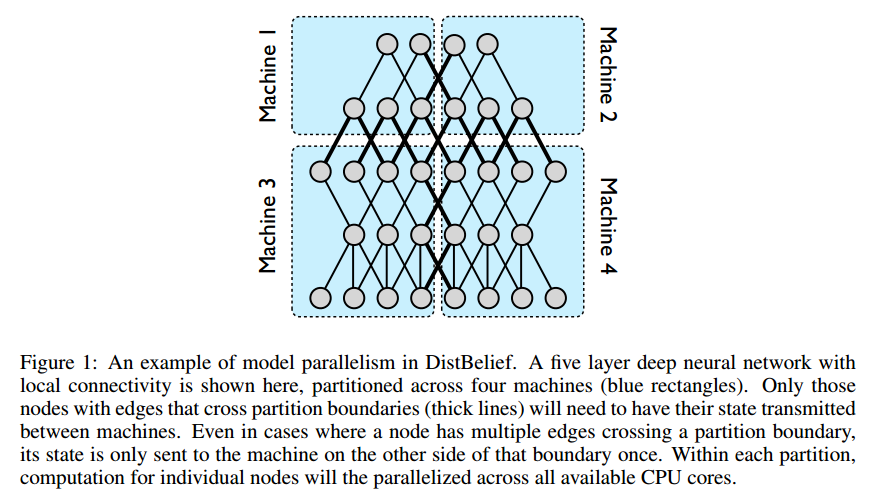 Machine 1
Machine 2
Machine 3
Machine 4
Figure 1: An example of model parallelism in DistBelief. A five layer deep neural network with
local connectivity is shown here, partitioned across four machines (blue rectangles). Only those
nodes with edges that cross partition boundaries (thick lines) will need to have their state transmitted
between machines. Even in cases where a node has multiple edges crossing a partition boundary,
its state is only sent to the machine on the other side of that boundary once. Within each partition,
computation for individual nodes will the parallelized across all available CPU cores.